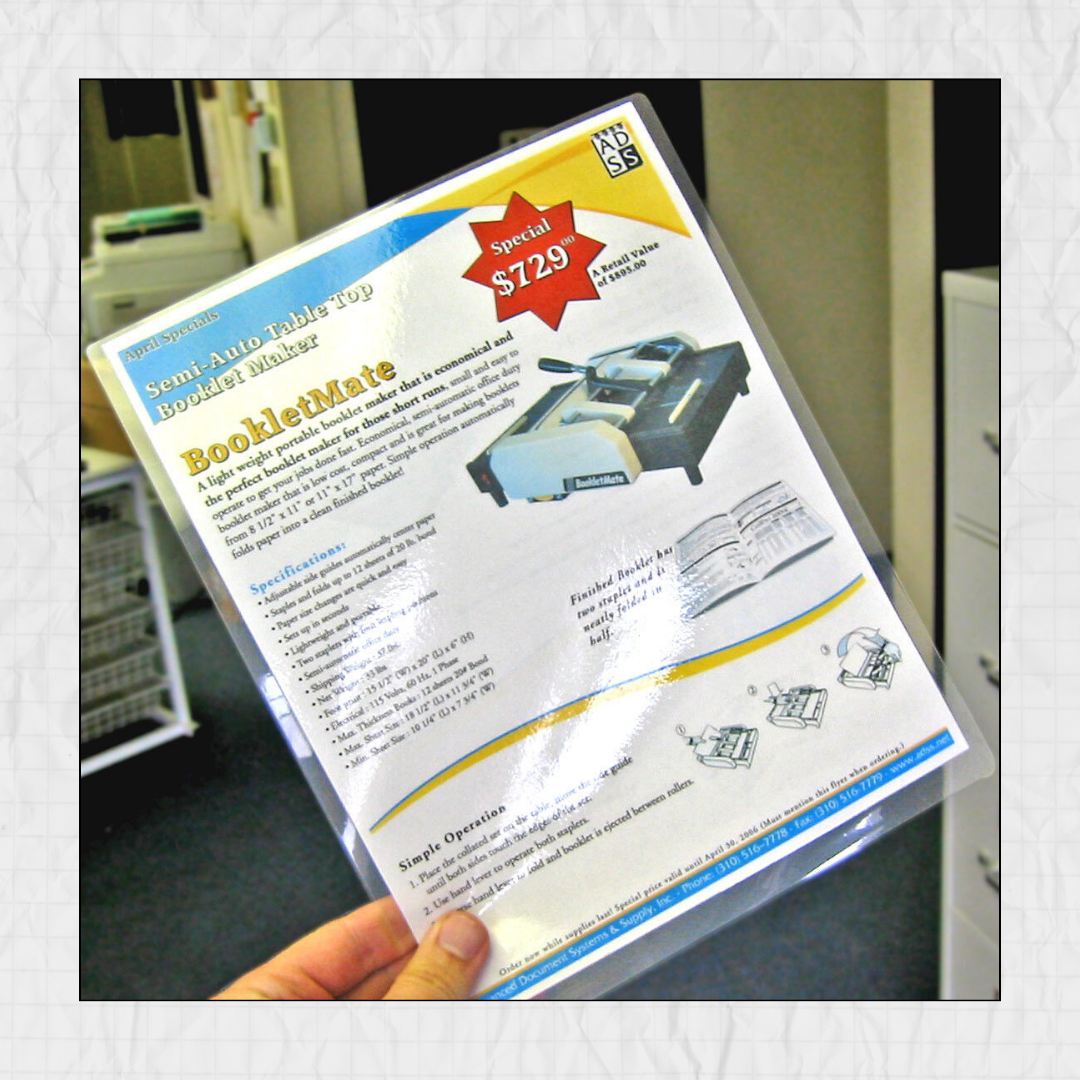 ADSS
Special
$729.00
A Retail Value
of $895.00
April Specials
Semi-Auto Table Top
Booklet Maker
BookletMate
A light weight portable booklet maker that is economical and
the perfect booklet maker for those short runs, small and easy to
operate to get your jobs done fast. Economical, semi-automatic office duty
booklet maker that is low cost, compact and is great for making booklets
from 8 1/2" x 11" or 11" x 17" paper. Simple operation automatically
folds paper into a clean finished booklet!
BookletMate
Specifications:
• Adjustable side guides automatically center paper
• Staples and folds up to 12 sheets of 20 lb. bond
• Paper size changes are quick and easy
• Sets up in seconds
• Lightweight and portable
• Two staplers with four
• Semi-automatic office duty
• Shipping Weight: 37 lbs.
• Net Weight: 33 lbs
• Foot print: 15 1/2" (W) x 20" (L) x 6" (H)
• Electrical: 115 Volts, 60 Hz, 1 Phase
• Max. Thickness Books: 12 sheets 20# Bond
• Max. Sheet Size: 18 1/2" (L) x 11 3/4" (W)
• Min. Sheet Size: 10 1/4" (L) x 7 3/4" (W)
Finished Booklet has
two staples and is
neatly folded in
half.
1
2
3
Simple Operation
1. Place the collated set on the table, move the side guide
until both sides touch the edges of the set.
2. Use hand lever to operate both staplers.
hand lever to fold and booklet is ejected between rollers.
Order now while supplies last! Special price valid until April 30, 2006 (Must mention this flyer when ordering.)
anced Document Systems & Supply, Inc. - Phone: (310) 516-7778 - Fax: (310) 516-7779 - www.adss.net